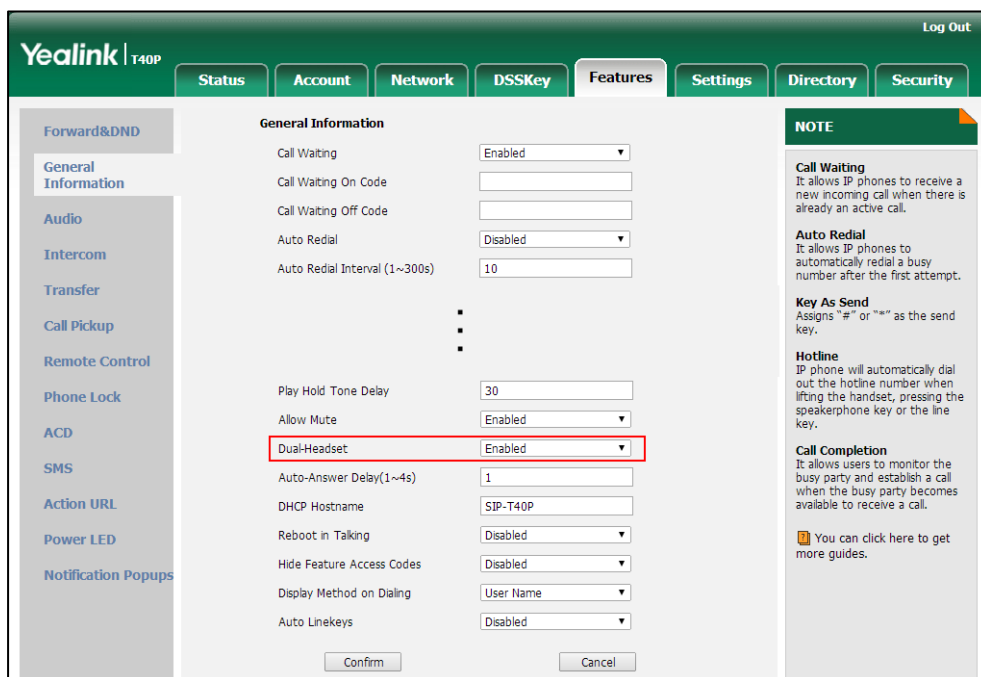 Log Out
Yealink T40P
Status Account Network DSSKey Features Settings Directory Security
Forward&DND
General
Information
Audio
Intercom
Transfer
Call Pickup
Remote Control
Phone Lock
ACD
SMS
Action URL
Power LED
Notification Popups
General Information
Call Waiting Enabled
Call Waiting On Code
Call Waiting Off Code
Auto Redial Disabled
Auto Redial Interval (1~300s) 10
Play Hold Tone Delay 30
Allow Mute Enabled
Dual-Headset Enabled
Auto-Answer Delay(1~4s) 1
DHCP Hostname SIP-T40P
Reboot in Talking Disabled
Hide Feature Access Codes Disabled
Display Method on Dialing User Name
Auto Linekeys Disabled
Confirm Cancel
NOTE
Call Waiting
It allows IP phones to receive a
new incoming call when there is
already an active call.
Auto Redial
It allows IP phones to
automatically redial a busy
number after the first attempt.
Key As Send
Assigns "#" or "*" as the send
key.
Hotline
IP phone will automatically dial
out the hotline number when
lifting the handset, pressing the
speakerphone key or the line
key.
Call Completion
It allows users to monitor the
busy party and establish a call
when the busy party becomes
available to receive a call.
You can click here to get
more guides.